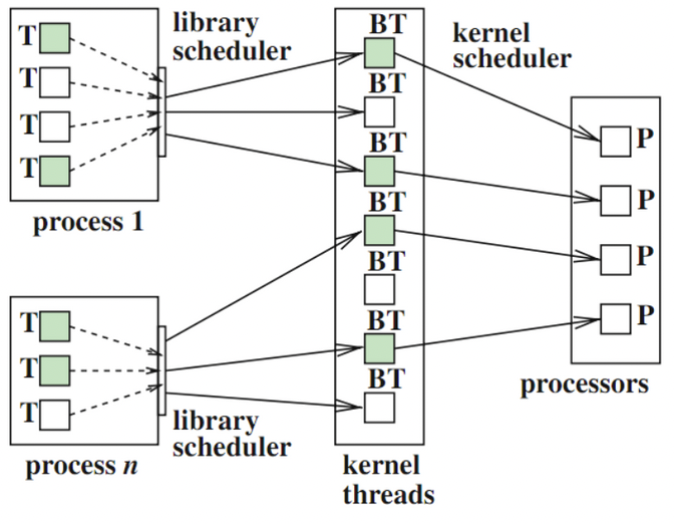 library
scheduler
T
T
T
T
process 1
BT
BT
BT
BT
BT
BT
BT
kernel
scheduler
P
P
P
P
processors
T
T
T
process n
library
scheduler
kernel
threads